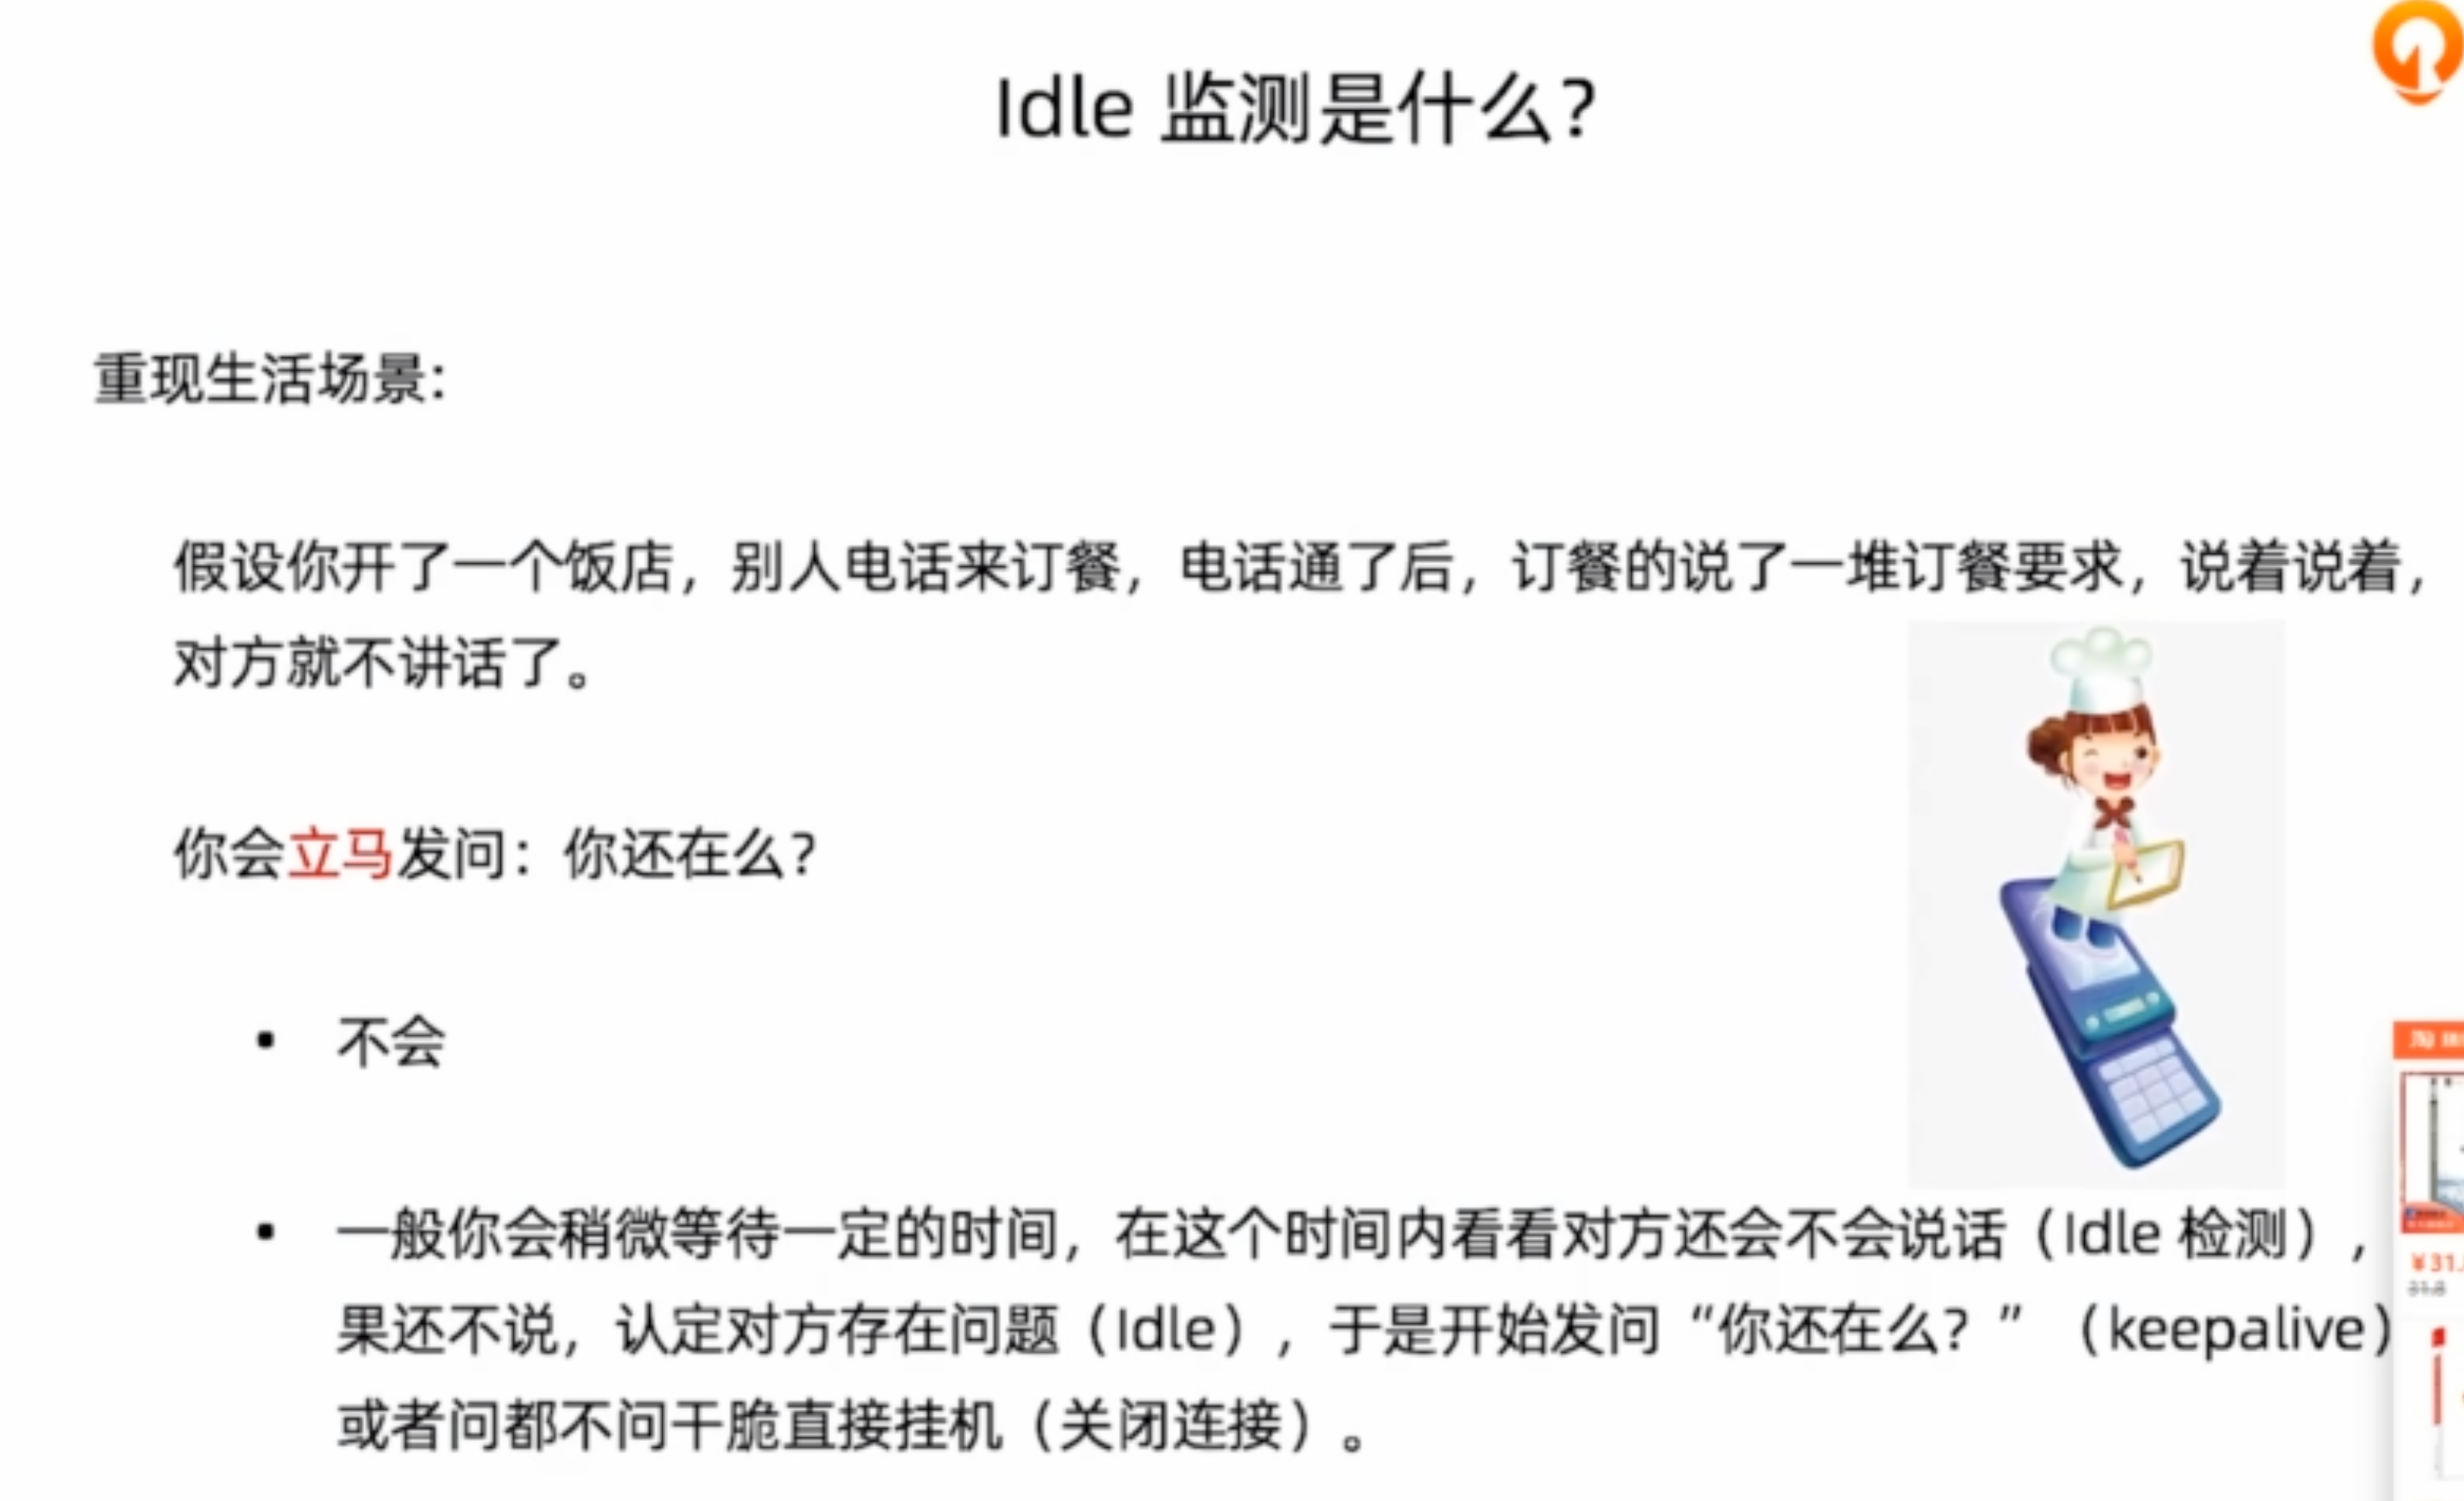 Idle 监测是什么?
重现生活场景:
假设你开了一个饭店，别人电话来订餐，电话通了后，订餐的说了一堆订餐要求，说着说着，
对方就不讲话了。
你会立马发问：你还在么?
• 不会
• 一般你会稍微等待一定的时间，在这个时间内看看对方还会不会说话（Idle 检测），
果还不说，认定对方存在问题（Idle），于是开始发问“你还在么？”（keepalive）
或者问都不问干脆直接挂机（关闭连接）。
¥31.
31.8